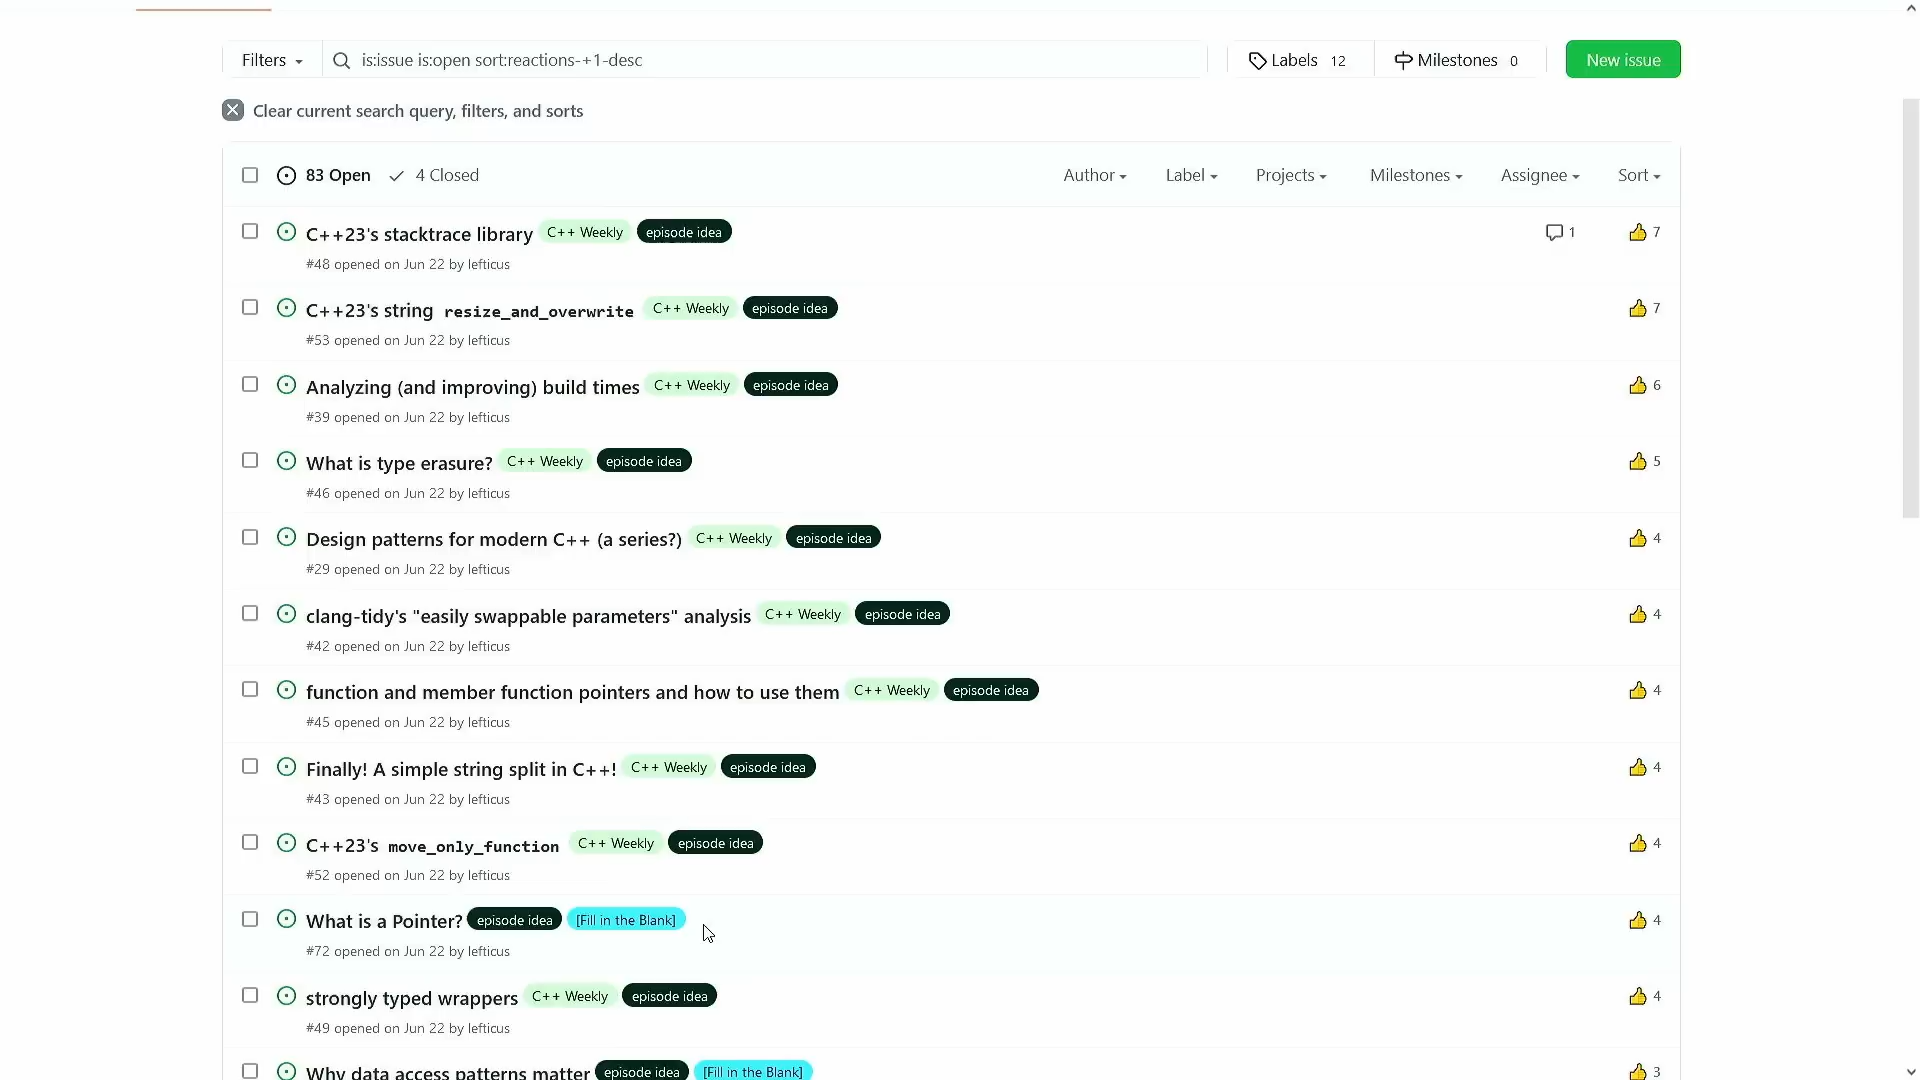 Filters
is:issue is:open sort:reactions-+1-desc
Labels 12
Milestones 0
New issue
Clear current search query, filters, and sorts
83 Open 4 Closed
Author Label Projects Milestones Assignee Sort
C++23's stacktrace library C++ Weekly episode idea 1 7
#48 opened on Jun 22 by lefticus
C++23's string resize_and_overwrite C++ Weekly episode idea 7
#53 opened on Jun 22 by lefticus
Analyzing (and improving) build times C++ Weekly episode idea 6
#39 opened on Jun 22 by lefticus
What is type erasure? C++ Weekly episode idea 5
#46 opened on Jun 22 by lefticus
Design patterns for modern C++ (a series?) C++ Weekly episode idea 4
#29 opened on Jun 22 by lefticus
clang-tidy's "easily swappable parameters" analysis C++ Weekly episode idea 4
#42 opened on Jun 22 by lefticus
function and member function pointers and how to use them C++ Weekly episode idea 4
#45 opened on Jun 22 by lefticus
Finally! A simple string split in C++! C++ Weekly episode idea 4
#43 opened on Jun 22 by lefticus
C++23's move_only_function C++ Weekly episode idea 4
#52 opened on Jun 22 by lefticus
What is a Pointer? episode idea [Fill in the Blank] 4
#72 opened on Jun 22 by lefticus
strongly typed wrappers C++ Weekly episode idea 4
#49 opened on Jun 22 by lefticus
Why data access patterns matter episode idea [Fill in the Blank] 3